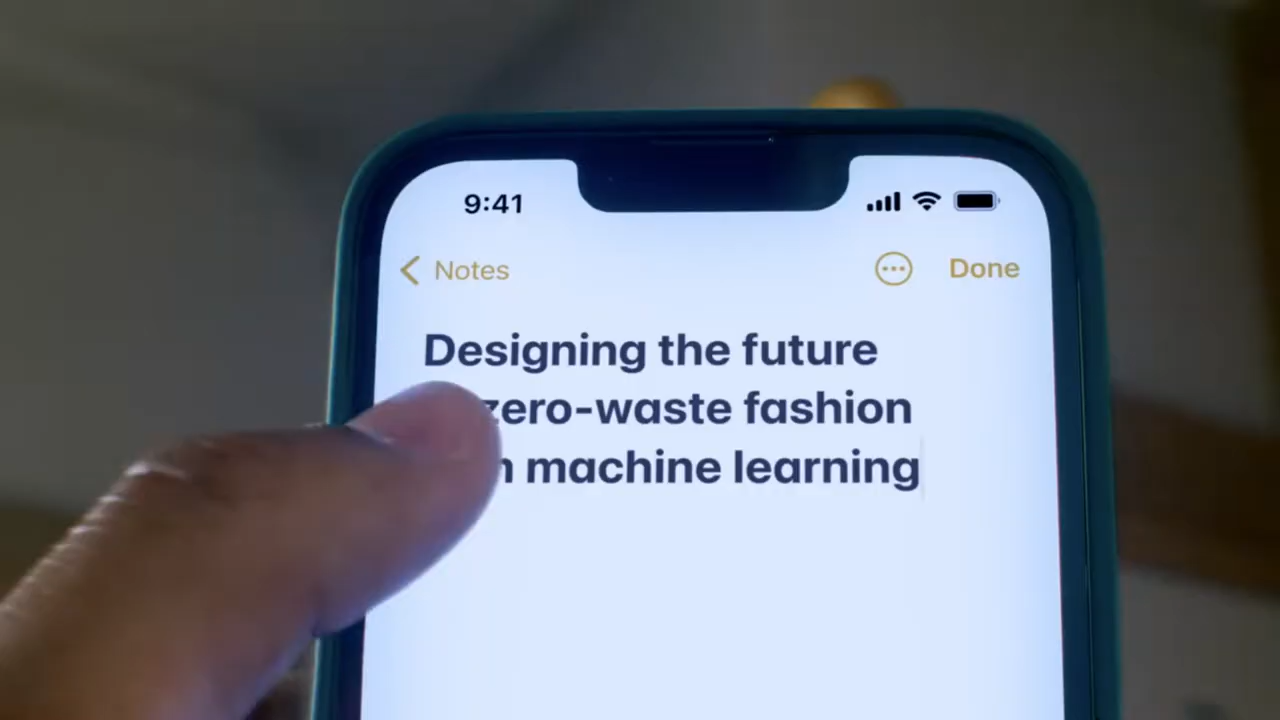 9:41
Notes
Done
Designing the future
zero-waste fashion
machine learning